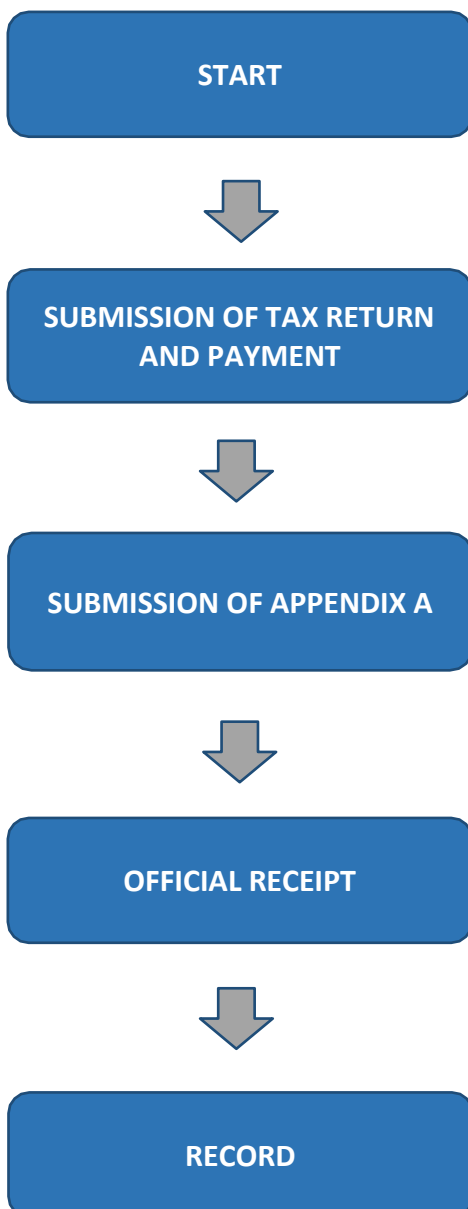 START
SUBMISSION OF TAX RETURN
AND PAYMENT
SUBMISSION OF APPENDIX A
OFFICIAL RECEIPT
RECORD